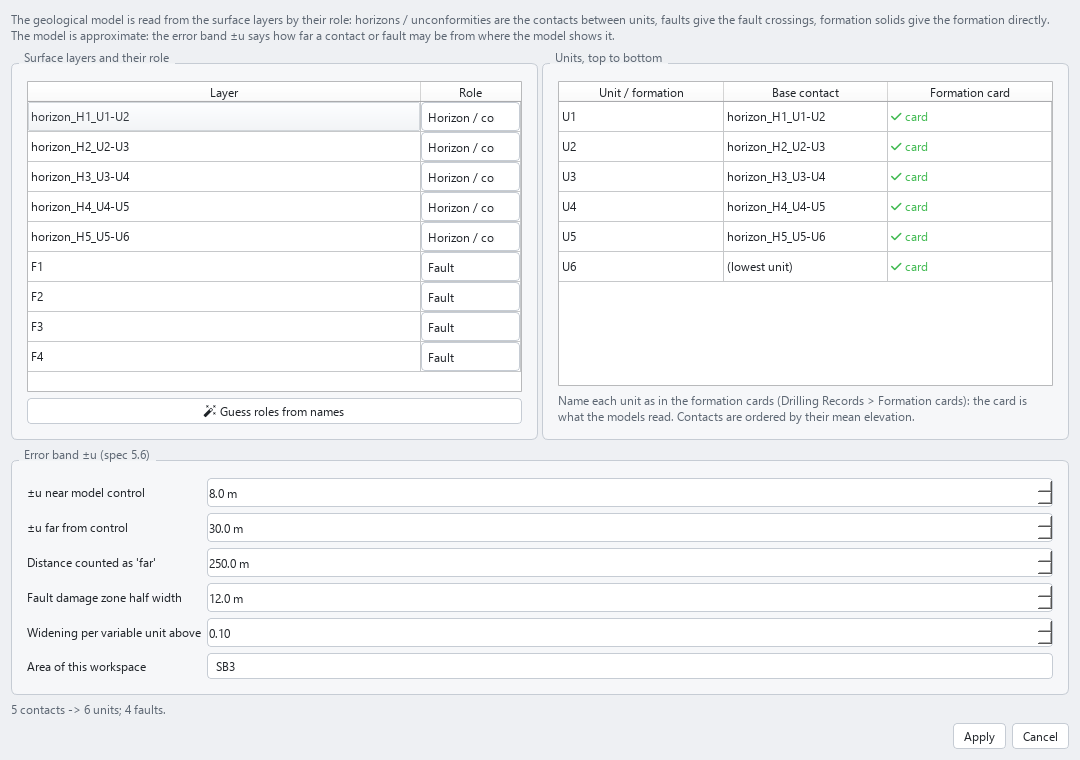 The geological model is read from the surface layers by their role: horizons / unconformities are the contacts between units, faults give the fault crossings, formation solids give the formation directly.
The model is approximate: the error band ±u says how far a contact or fault may be from where the model shows it.
Surface layers and their role
Layer Role
horizon_H1_U1-U2 Horizon / co
horizon_H2_U2-U3 Horizon / co
horizon_H3_U3-U4 Horizon / co
horizon_H4_U4-U5 Horizon / co
horizon_H5_U5-U6 Horizon / co
F1 Fault
F2 Fault
F3 Fault
F4 Fault
Guess roles from names
Units, top to bottom
Unit / formation Base contact Formation card
U1 horizon_H1_U1-U2 card
U2 horizon_H2_U2-U3 card
U3 horizon_H3_U3-U4 card
U4 horizon_H4_U4-U5 card
U5 horizon_H5_U5-U6 card
U6 (lowest unit) card
Name each unit as in the formation cards (Drilling Records > Formation cards): the card is
what the models read. Contacts are ordered by their mean elevation.
Error band ±u (spec 5.6)
±u near model control 8.0 m
±u far from control 30.0 m
Distance counted as 'far' 250.0 m
Fault damage zone half width 12.0 m
Widening per variable unit above 0.10
Area of this workspace SB3
5 contacts -> 6 units; 4 faults.
Apply Cancel